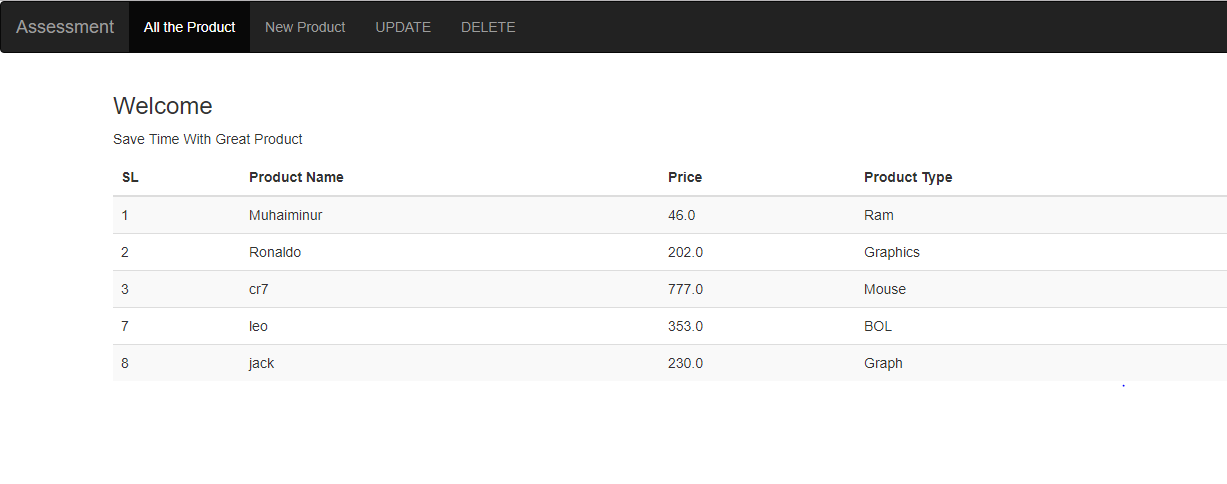 Assessment All the Product New Product UPDATE DELETE
Welcome
Save Time With Great Product
SL Product Name Price Product Type
1 Muhaiminur 46.0 Ram
2 Ronaldo 202.0 Graphics
3 cr7 777.0 Mouse
7 leo 353.0 BOL
8 jack 230.0 Graph